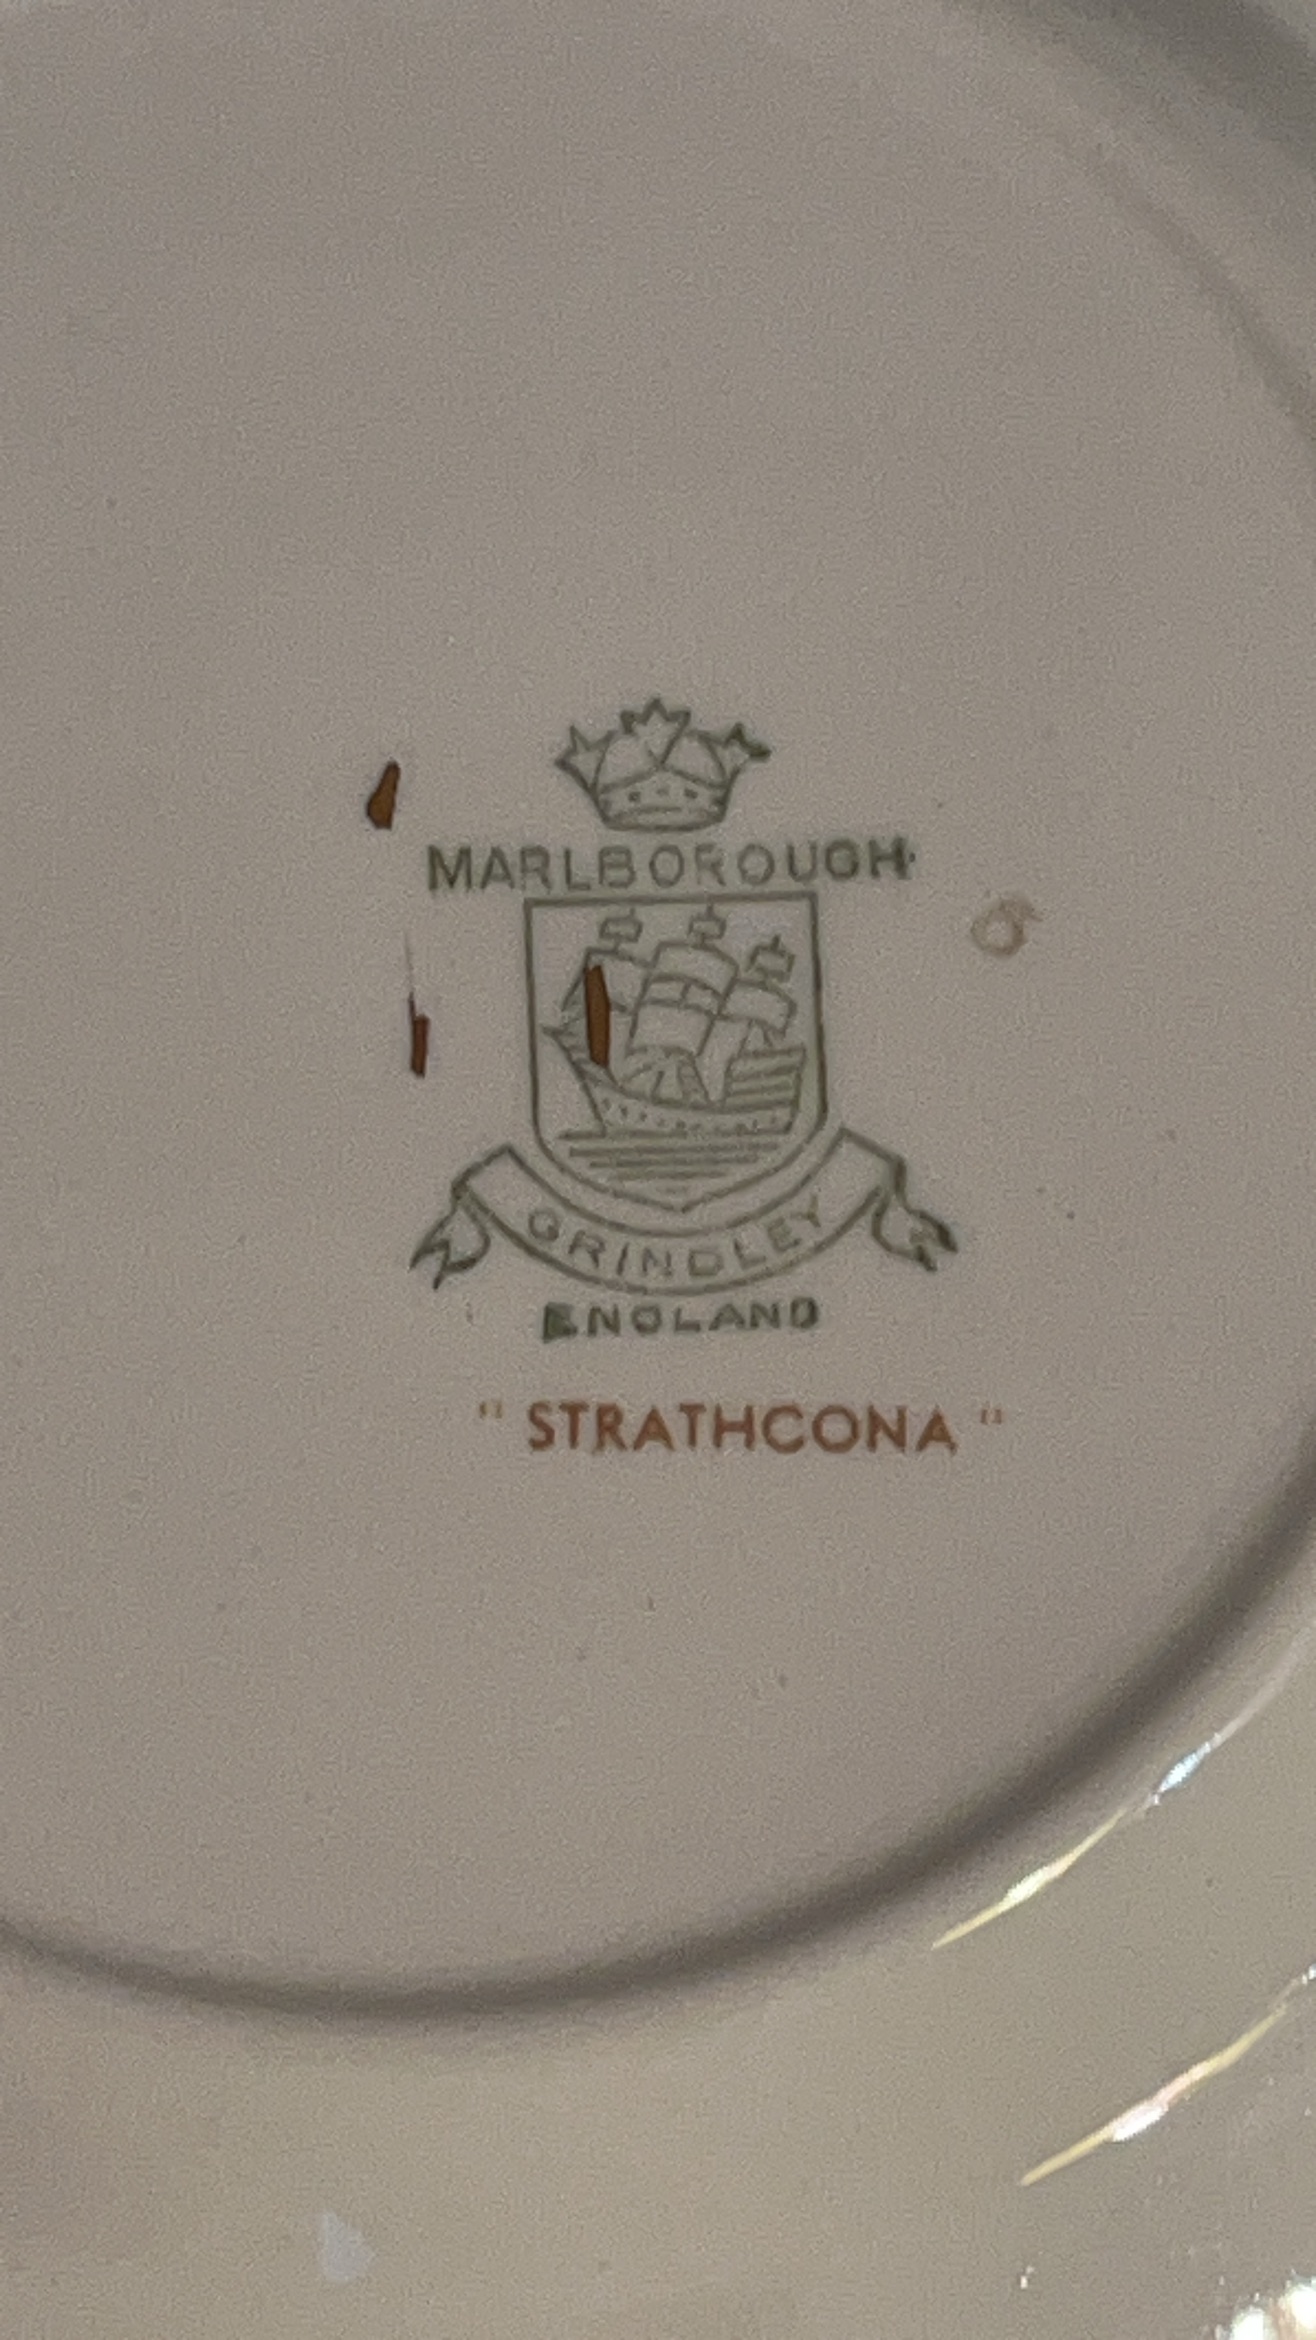 MARLBOROUGH
GRINDLEY
ENGLAND
"STRATHCONA"